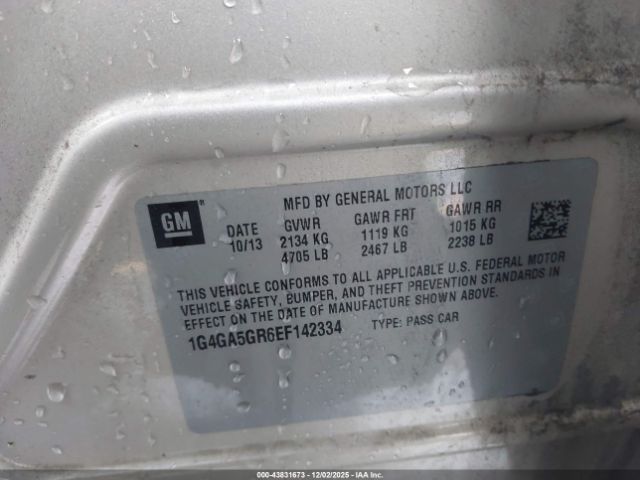 MFD BY GENERAL MOTORS LLC
GM®
DATE GVWR GAWR FRT GAWR RR
10/13 2134 KG 1119 KG 1015 KG
4705 LB 2467 LB 2238 LB
THIS VEHICLE CONFORMS TO ALL APPLICABLE U.S. FEDERAL MOTOR
VEHICLE SAFETY, BUMPER, AND THEFT PREVENTION STANDARDS IN
EFFECT ON THE DATE OF MANUFACTURE SHOWN ABOVE.
1G4GA5GR6EF142334 TYPE: PASS CAR
000-43831673 - 12/02/2025 - IAA Corp.